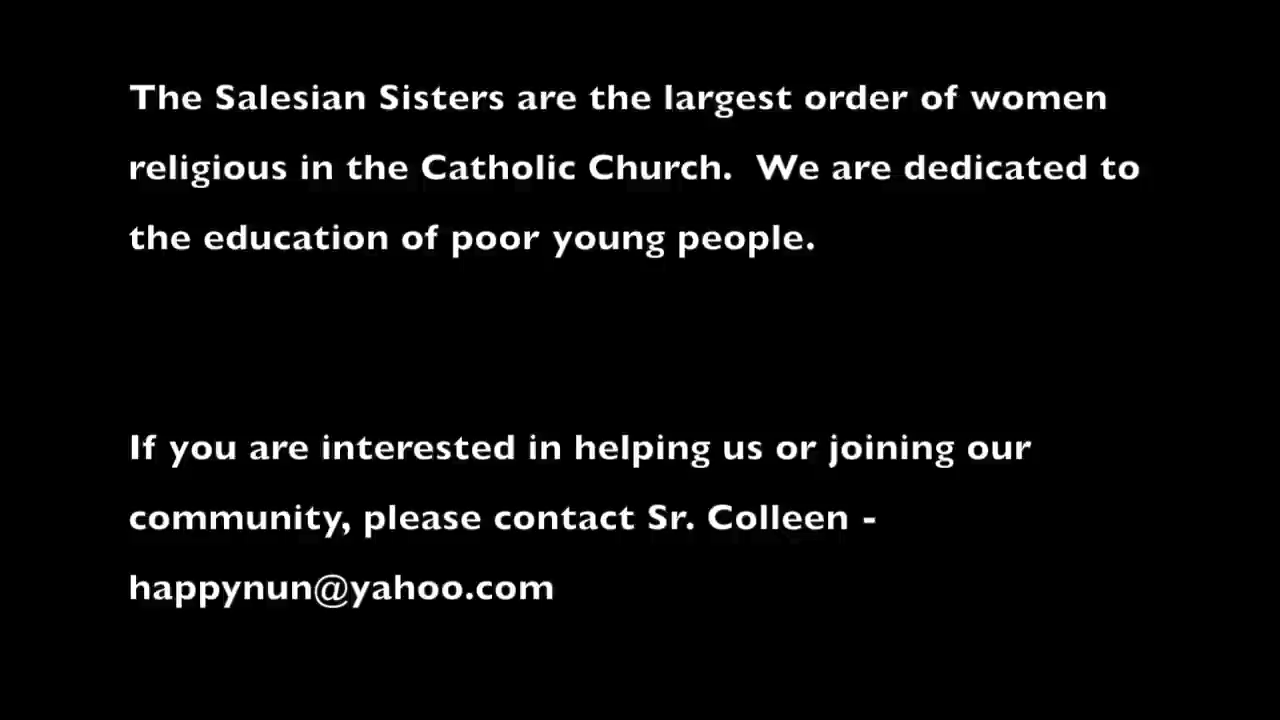 The Salesian Sisters are the largest order of women
religious in the Catholic Church.  We are dedicated to
the education of poor young people.
If you are interested in helping us or joining our
community, please contact Sr. Colleen -
happynun@yahoo.com